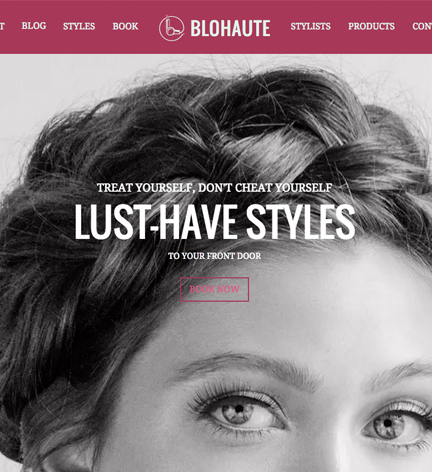 BLOG STYLES BOOK BLOHAUTE STYLISTS PRODUCTS
TREAT YOURSELF, DON'T CHEAT YOURSELF
LUST-HAVE STYLES
TO YOUR FRONT DOOR
BOOK NOW